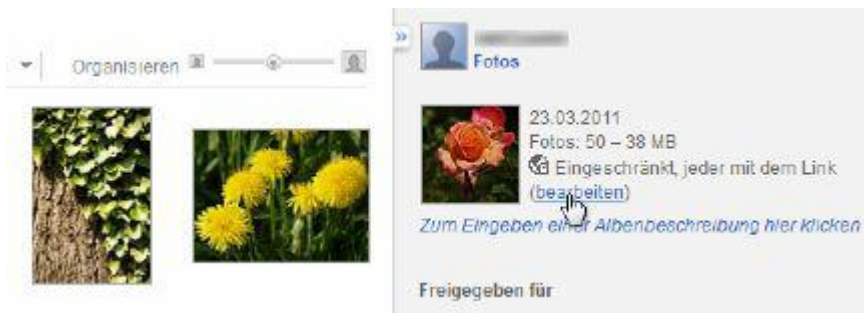 Organisieren
»
Fotos
23.03.2011
Fotos: 50 – 38 MB
Eingeschränkt, jeder mit dem Link
(bearbeiten)
Zum Eingeben einer Albenbeschreibung hier klicken
Freigegeben für